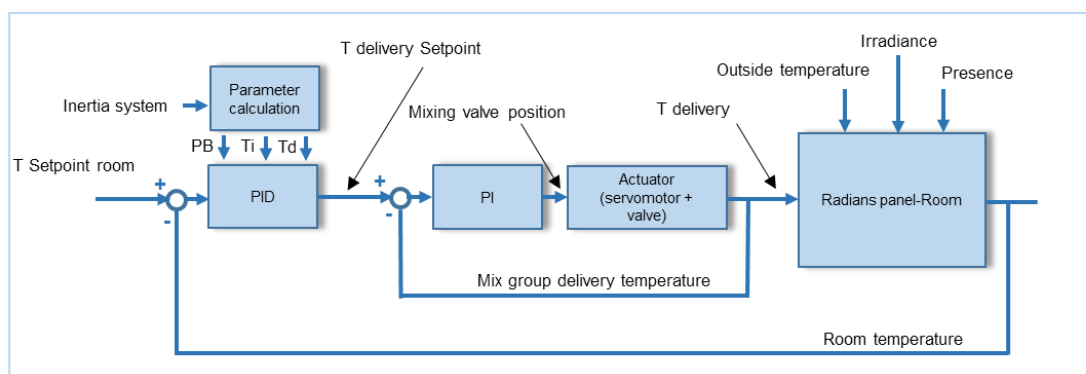 Irradiance
T delivery Setpoint
Outside temperature
Presence
Parameter
calculation
Inertia system
Mixing valve position
T delivery
PB Ti Td
T Setpoint room
+
-
PID
+
-
PI
Actuator
(servomotor +
valve)
Radians panel-Room
Mix group delivery temperature
Room temperature